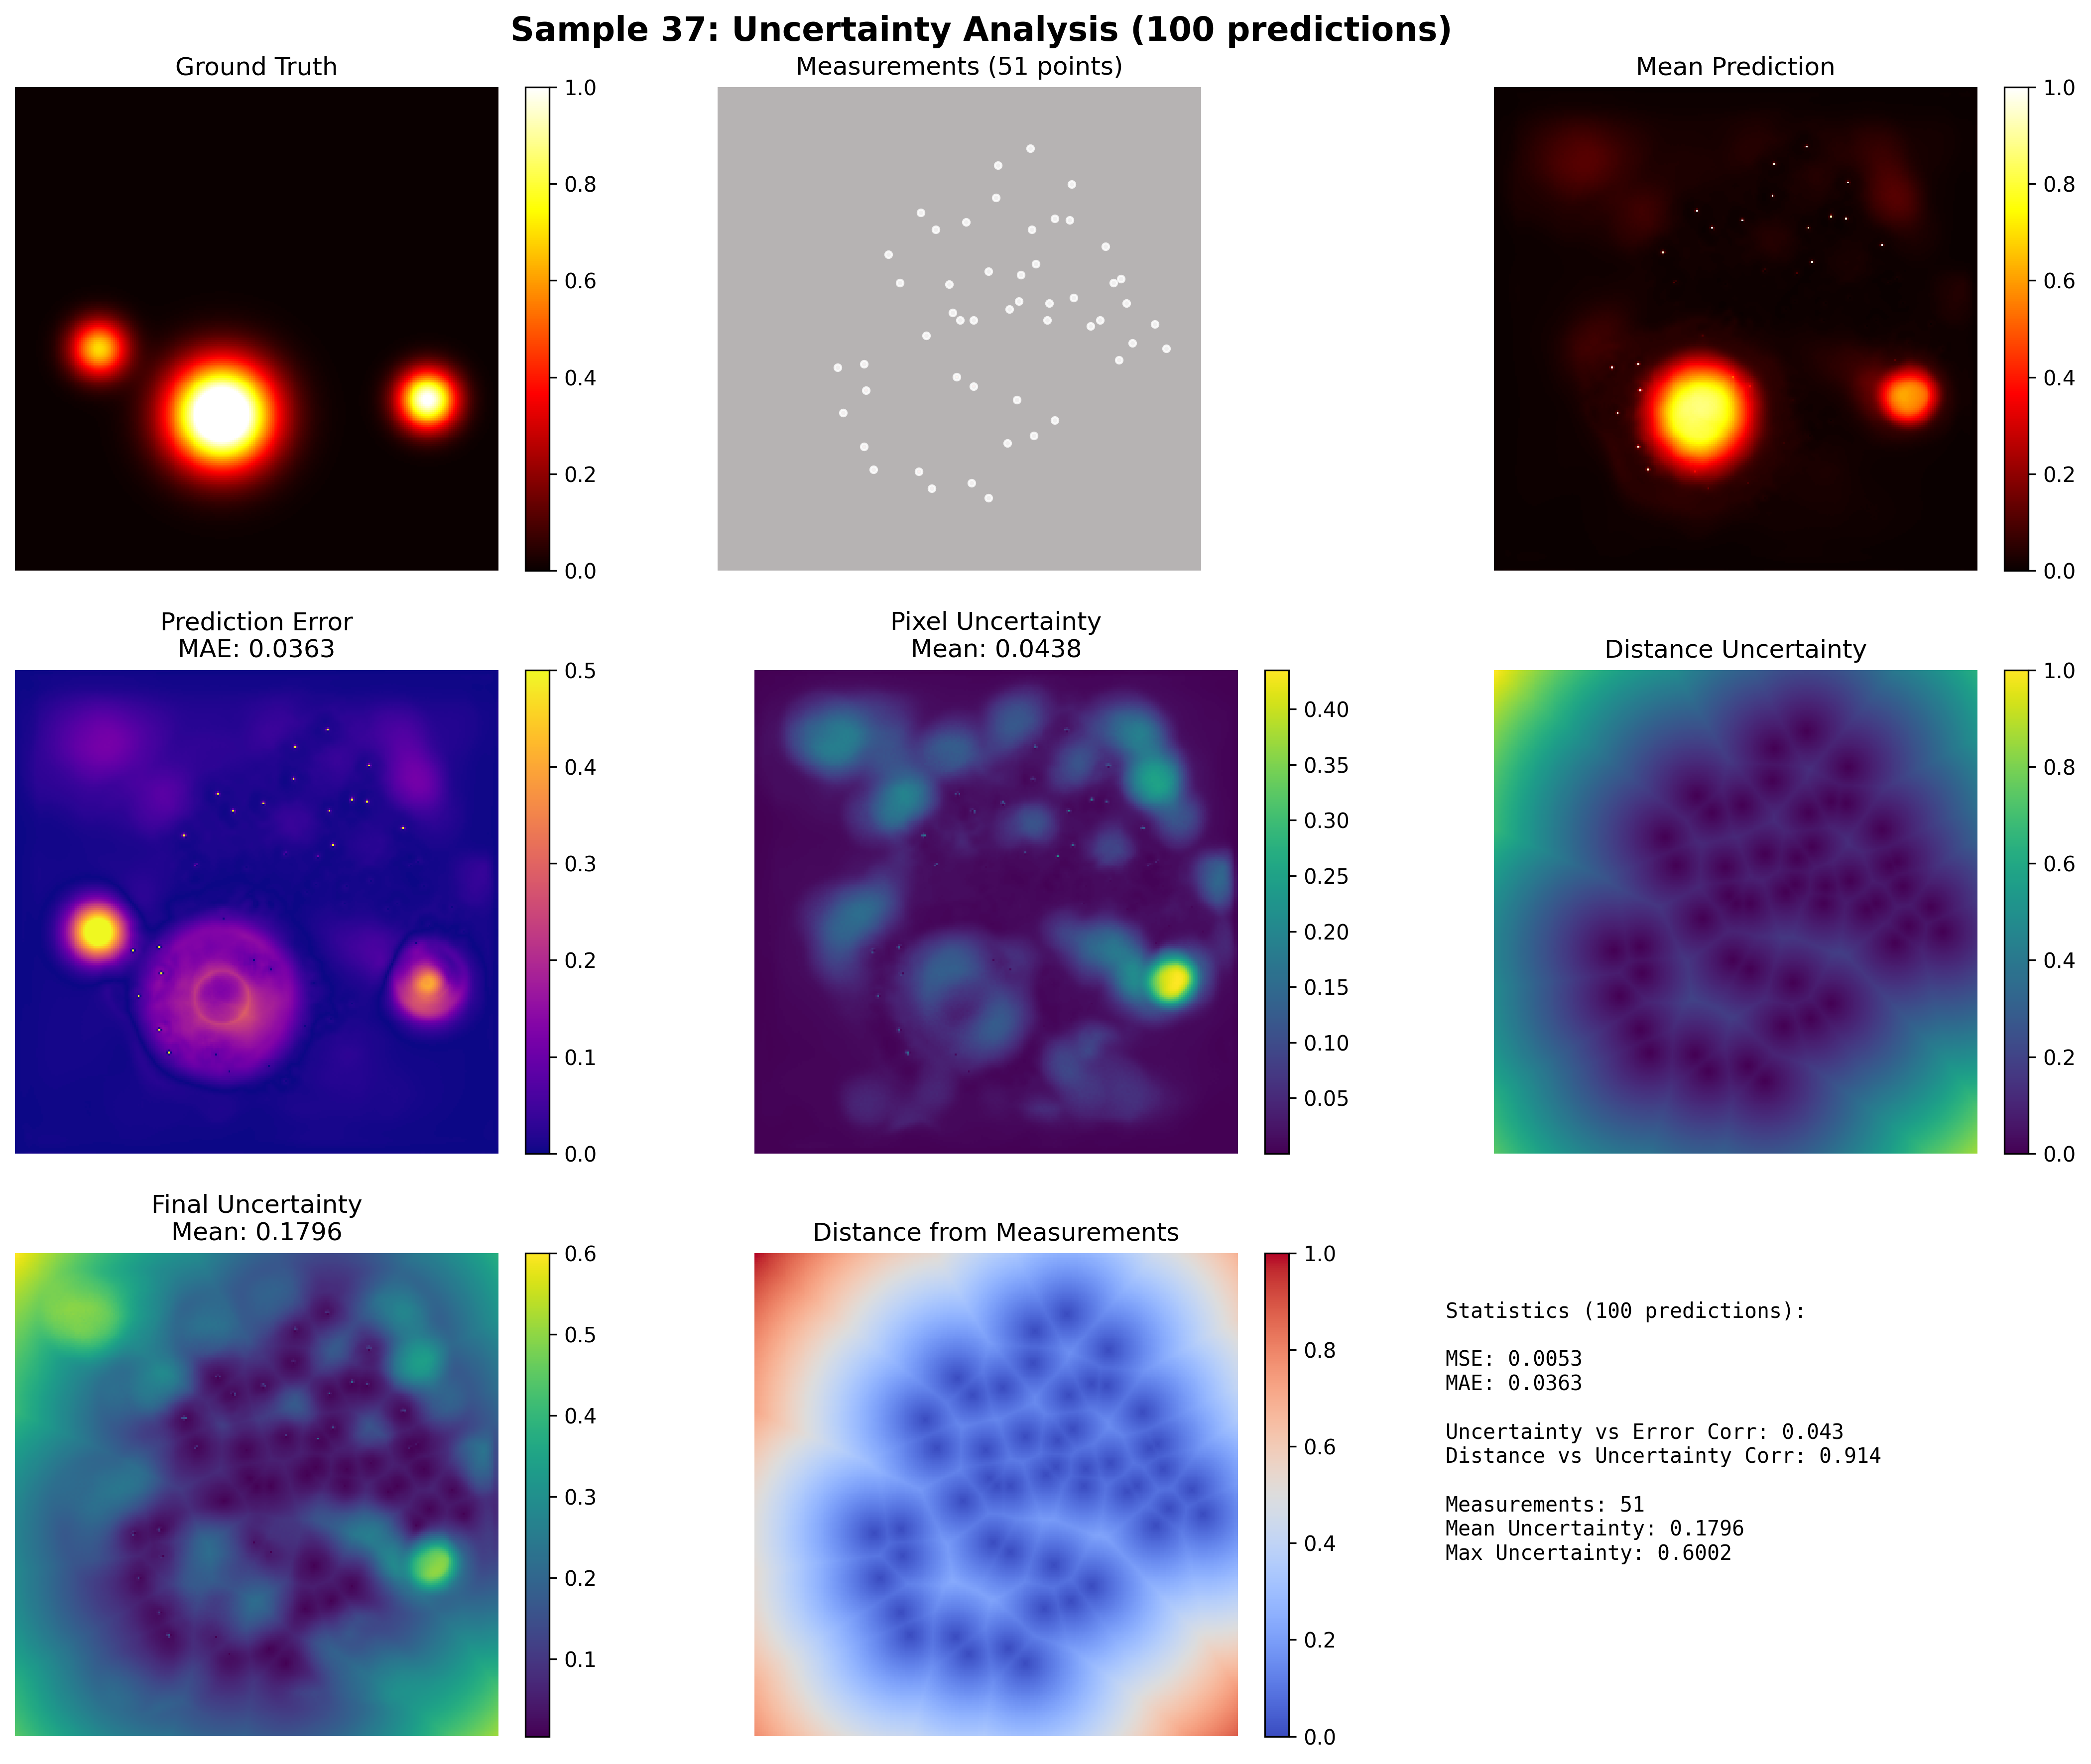 Sample 37: Uncertainty Analysis (100 predictions)
Ground Truth
1.0
0.8
0.6
0.4
0.2
0.0
Measurements (51 points)
Mean Prediction
1.0
0.8
0.6
0.4
0.2
0.0
Prediction Error
MAE: 0.0363
0.5
0.4
0.3
0.2
0.1
0.0
Pixel Uncertainty
Mean: 0.0438
0.40
0.35
0.30
0.25
0.20
0.15
0.10
0.05
Distance Uncertainty
1.0
0.8
0.6
0.4
0.2
0.0
Final Uncertainty
Mean: 0.1796
0.6
0.5
0.4
0.3
0.2
0.1
Distance from Measurements
1.0
0.8
0.6
0.4
0.2
0.0
Statistics (100 predictions):
MSE: 0.0053
MAE: 0.0363
Uncertainty vs Error Corr: 0.043
Distance vs Uncertainty Corr: 0.914
Measurements: 51
Mean Uncertainty: 0.1796
Max Uncertainty: 0.6002